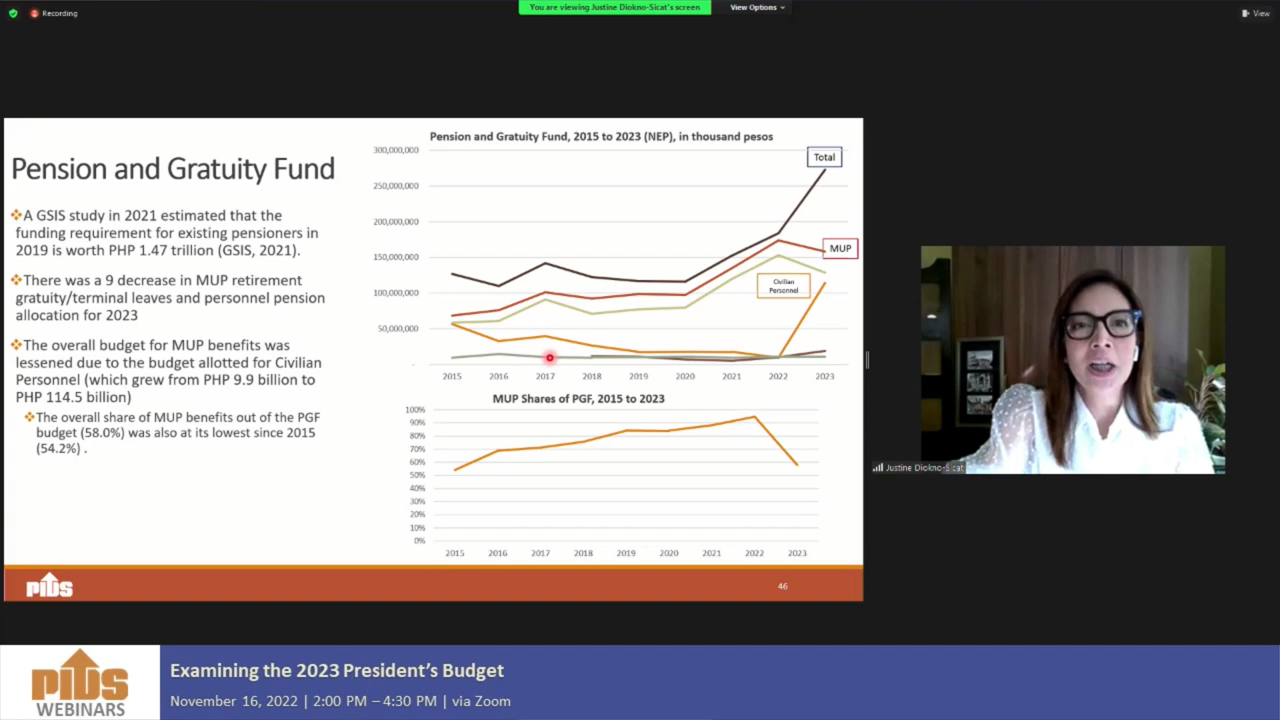 Recording
You are viewing Justine Diokno-Sicat's screen
View Options
View
Pension and Gratuity Fund
A GSIS study in 2021 estimated that the
funding requirement for existing pensioners in
2019 is worth PHP 1.47 trillion (GSIS, 2021).
There was a 9 decrease in MUP retirement
gratuity/terminal leaves and personnel pension
allocation for 2023
The overall budget for MUP benefits was
lessened due to the budget allotted for Civilian
Personnel (which grew from PHP 9.9 billion to
PHP 114.5 billion)
The overall share of MUP benefits out of the PGF
budget (58.0%) was also at its lowest since 2015
(54.2%) .
Pension and Gratuity Fund, 2015 to 2023 (NEP), in thousand pesos
300,000,000
250,000,000
200,000,000
150,000,000
100,000,000
50,000,000
-
2015 2016 2017 2018 2019 2020 2021 2022 2023
Total
MUP
Civilian
Personnel
MUP Shares of PGF, 2015 to 2023
100%
90%
80%
70%
60%
50%
40%
30%
20%
10%
0%
2015 2016 2017 2018 2019 2020 2021 2022 2023
PIDS
46
Justine Diokno-Sicat
PIDS
WEBINARS
Examining the 2023 President's Budget
November 16, 2022 | 2:00 PM – 4:30 PM | via Zoom